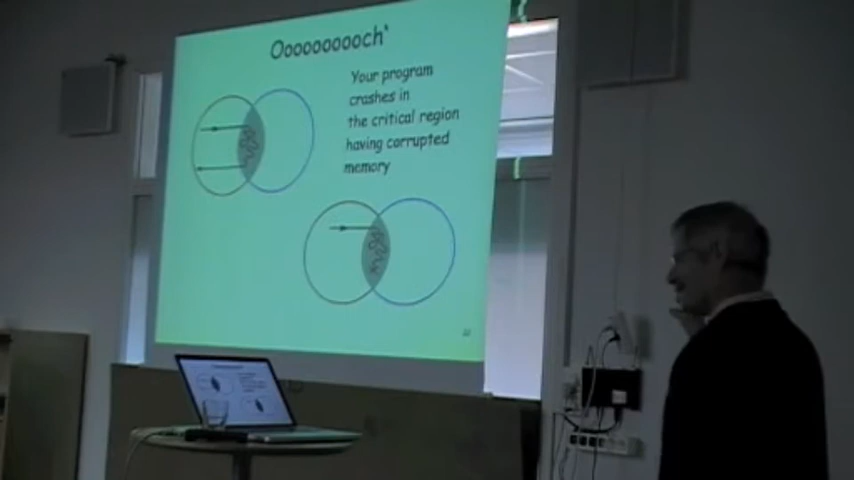 Oooooooooch`
Your program
crashes in
the critical region
having corrupted
memory